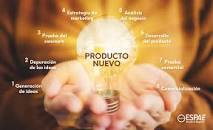 4 Estrategia de
marketing
5 Análisis
del negocio
3 Prueba del
concepto
6 Desarrollo
del producto
PRODUCTO
NUEVO
2 Depuración
de las ideas
7 Prueba
comercial
1 Generación
de ideas
8 Comercialización
ESPAE